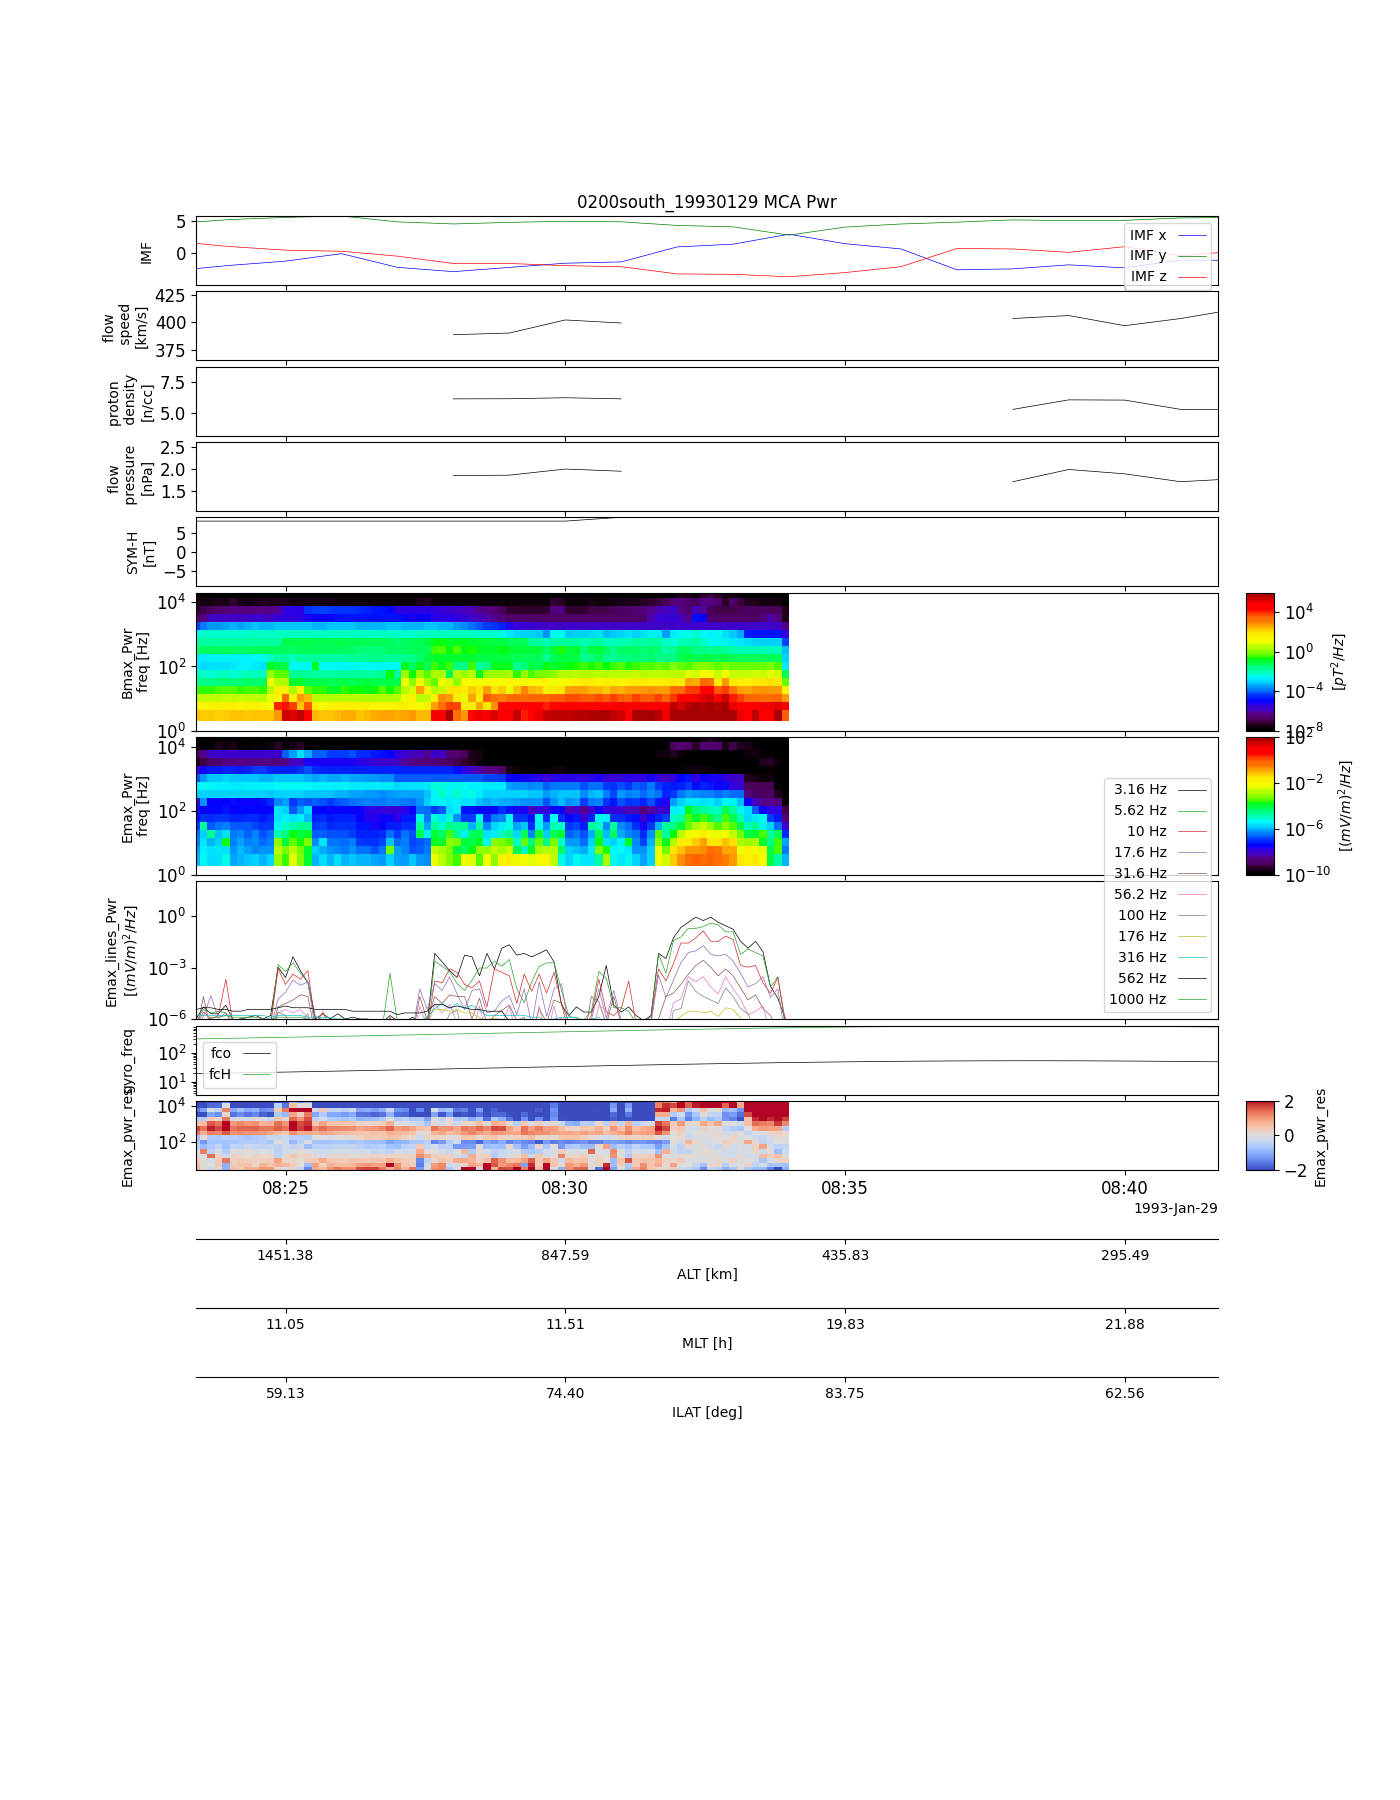 0200south_19930129 MCA Pwr
5
0
IMF
IMF x
IMF y
IMF z
425
400
375
flow
speed
[km/s]
7.5
5.0
proton
density
[n/cc]
2.5
2.0
1.5
flow
pressure
[nPa]
5
0
−5
SYM-H
[nT]
10^4
10^2
10^0
Bmax_Pwr
freq [Hz]
10^4
10^0
10^−4
10^−8
[pT^2/Hz]
10^4
10^2
10^0
Emax_Pwr
freq [Hz]
10^2
10^−2
10^−6
10^−10
[(mV/m)^2/Hz]
3.16 Hz
5.62 Hz
10 Hz
17.6 Hz
31.6 Hz
56.2 Hz
100 Hz
176 Hz
316 Hz
562 Hz
1000 Hz
10^0
10^−3
10^−6
Emax_lines_Pwr
[(mV/m)^2/Hz]
10^2
10^1
gyro_freq
fco
fcH
10^4
10^2
Emax_pwr_res
2
0
−2
Emax_pwr_res
08:25 08:30 08:35 08:40
1993-Jan-29
1451.38 847.59 435.83 295.49
ALT [km]
11.05 11.51 19.83 21.88
MLT [h]
59.13 74.40 83.75 62.56
ILAT [deg]